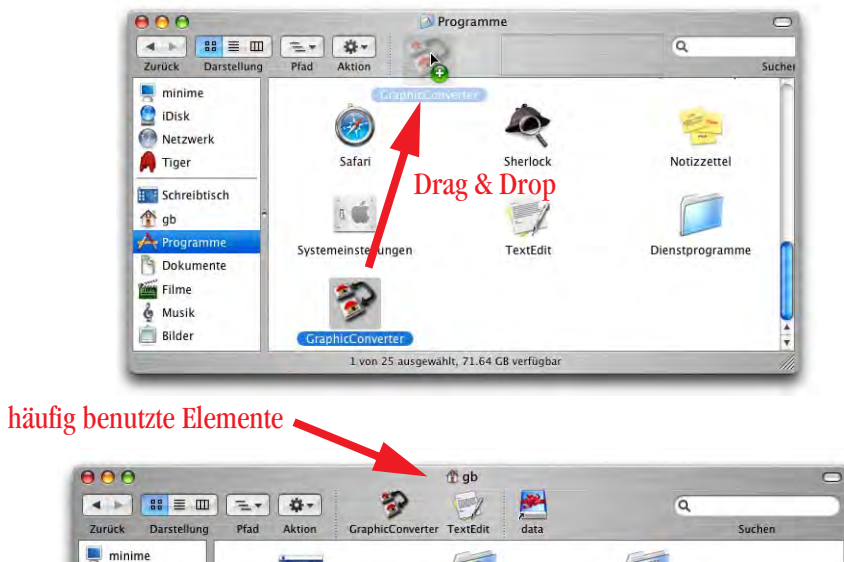 Programme
Zurück Darstellung Pfad Aktion Suchen
GraphicConverter
minime
iDisk
Netzwerk
Tiger
Schreibtisch
gb
Programme
Dokumente
Filme
Musik
Bilder
Safari Sherlock Notizzettel
Drag & Drop
Systemeinstellungen TextEdit Dienstprogramme
GraphicConverter
1 von 25 ausgewählt, 71.64 GB verfügbar
häufig benutzte Elemente
gb
Zurück Darstellung Pfad Aktion GraphicConverter TextEdit data Suchen
minime